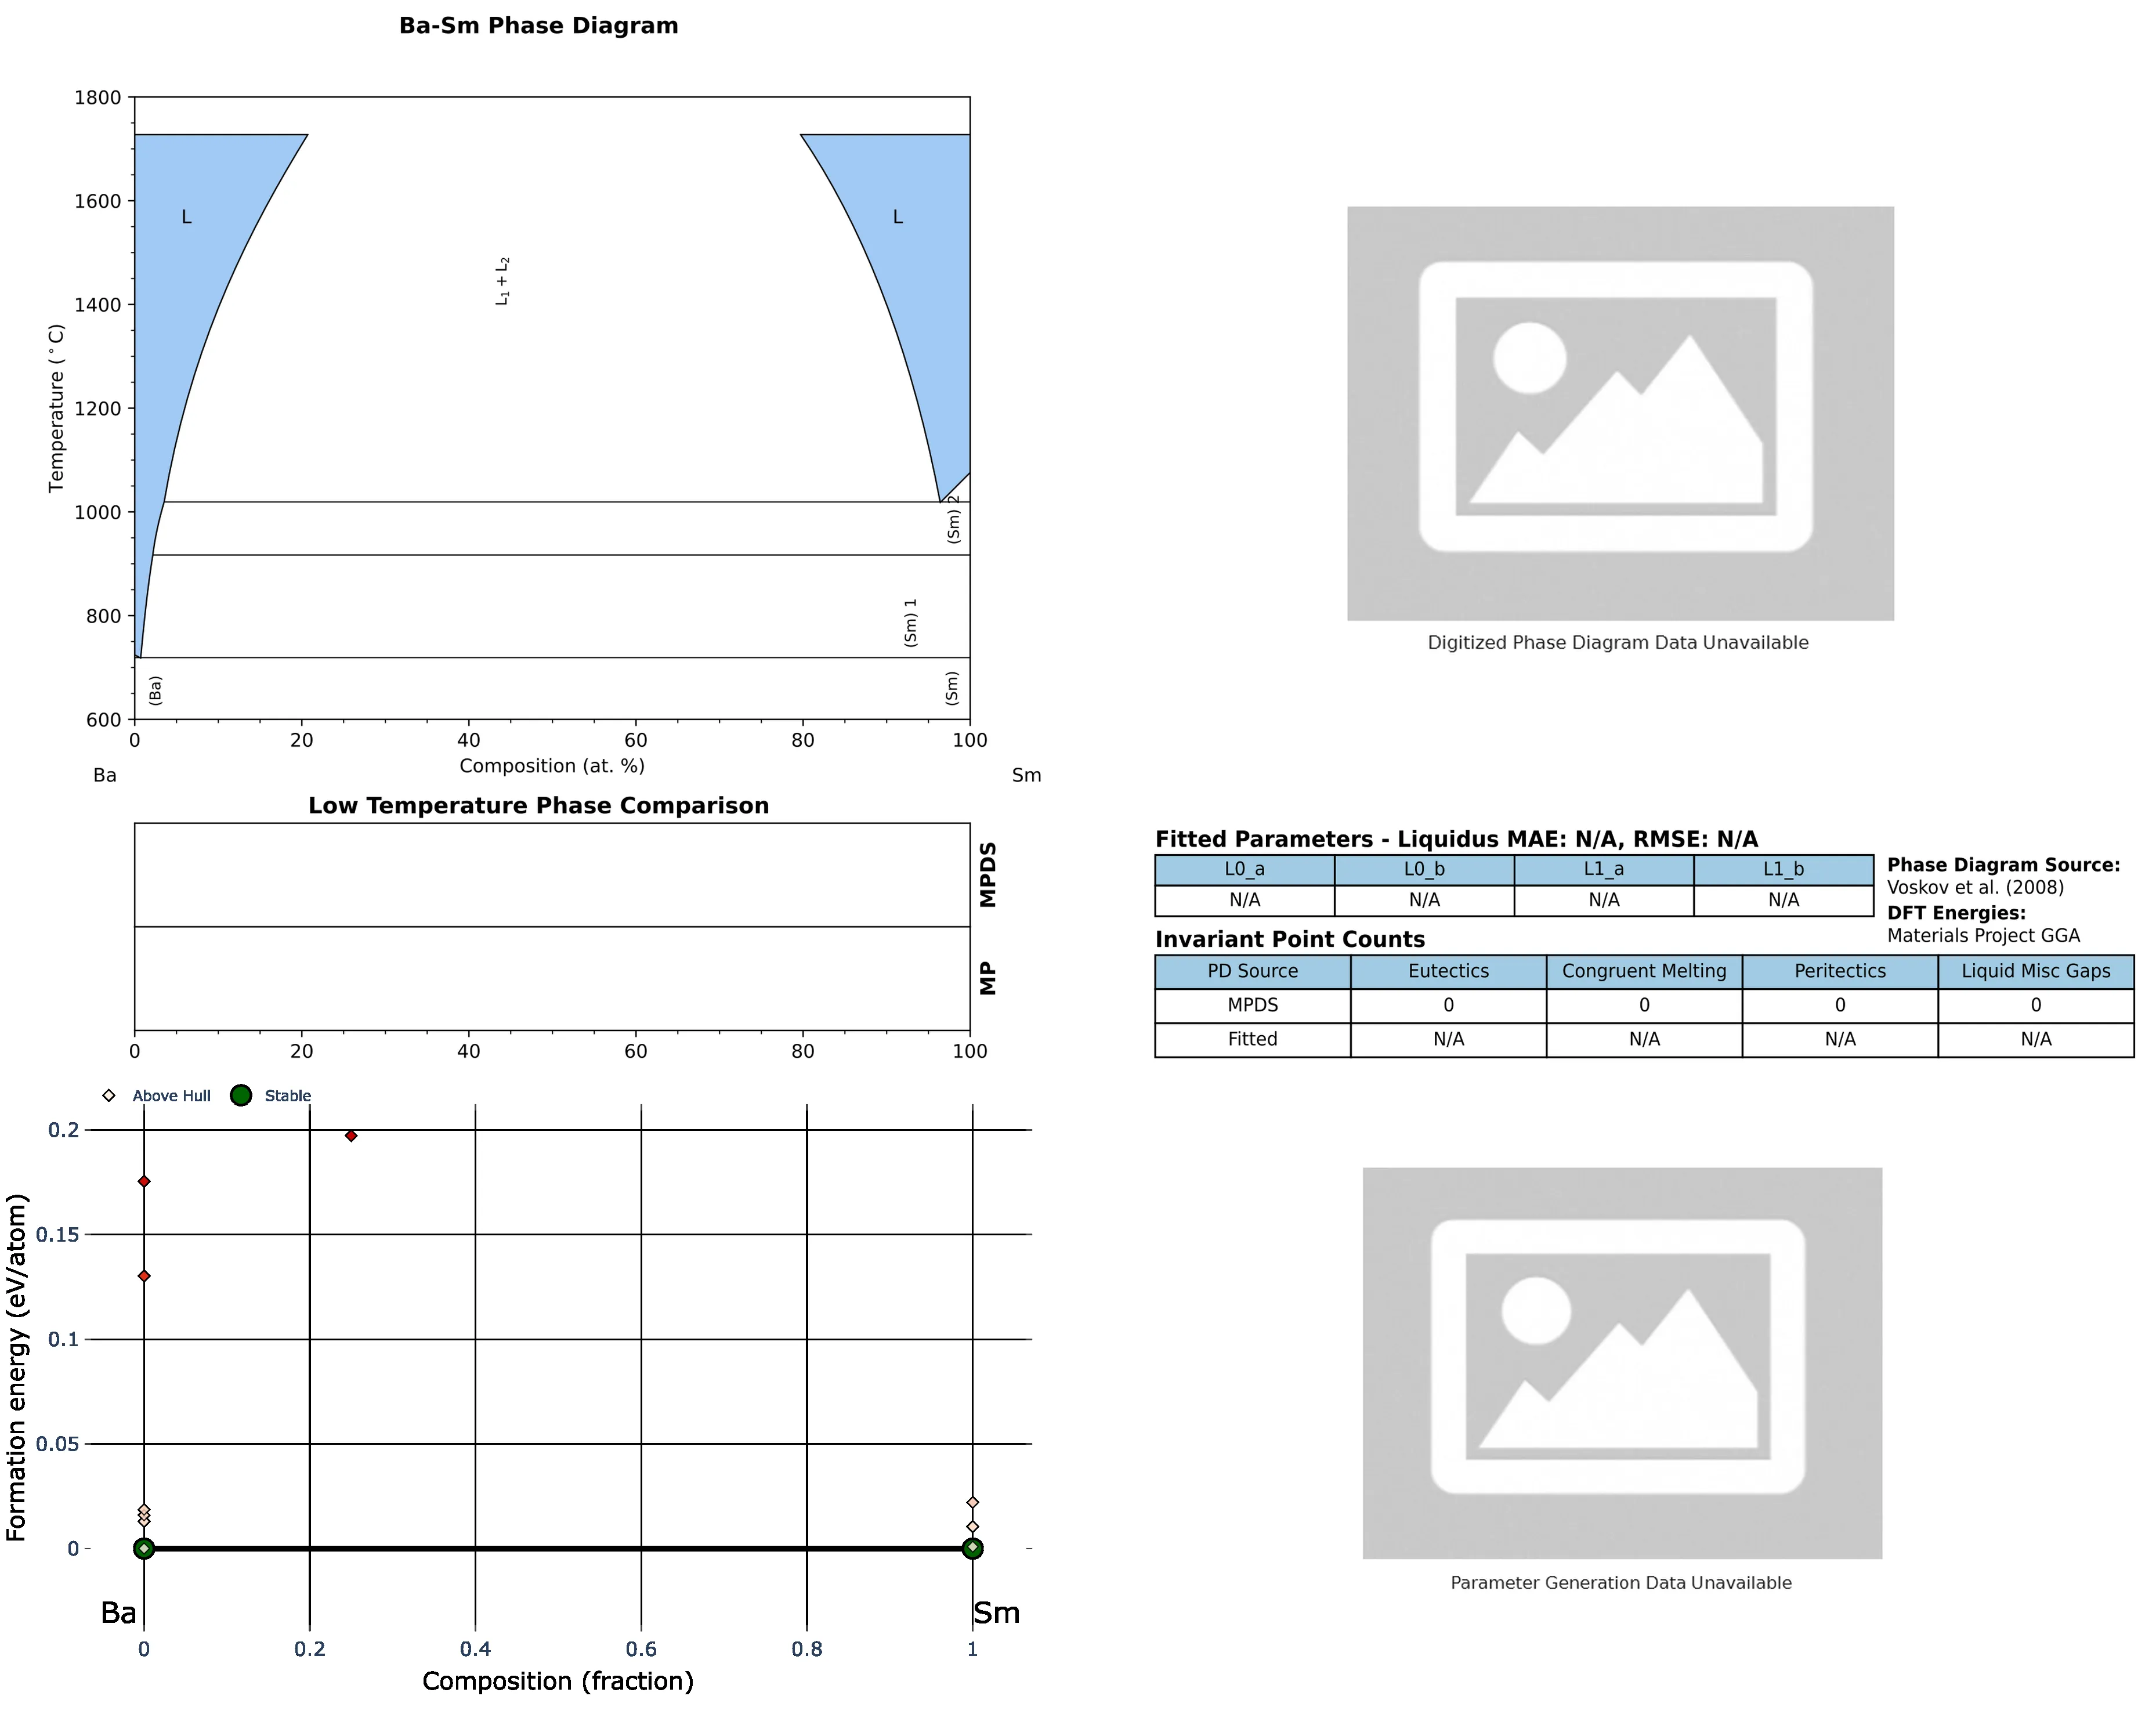 Ba-Sm Phase Diagram
1800
1600
1400
1200
1000
800
600
Temperature (°C)
L
L
L₁ + L₂
(Sm) 2
(Sm) 1
(Ba)
(Sm)
0 20 40 60 80 100
Composition (at. %)
Ba Sm
Digitized Phase Diagram Data Unavailable
Low Temperature Phase Comparison
MPDS
MP
0 20 40 60 80 100
Fitted Parameters - Liquidus MAE: N/A, RMSE: N/A
L0_a L0_b L1_a L1_b
N/A N/A N/A N/A
Phase Diagram Source:
Voskov et al. (2008)
DFT Energies:
Materials Project GGA
Invariant Point Counts
PD Source Eutectics Congruent Melting Peritectics Liquid Misc Gaps
MPDS 0 0 0 0
Fitted N/A N/A N/A N/A
Above Hull Stable
0.2
0.15
0.1
0.05
0
Formation energy (eV/atom)
Ba Sm
0 0.2 0.4 0.6 0.8 1
Composition (fraction)
Parameter Generation Data Unavailable